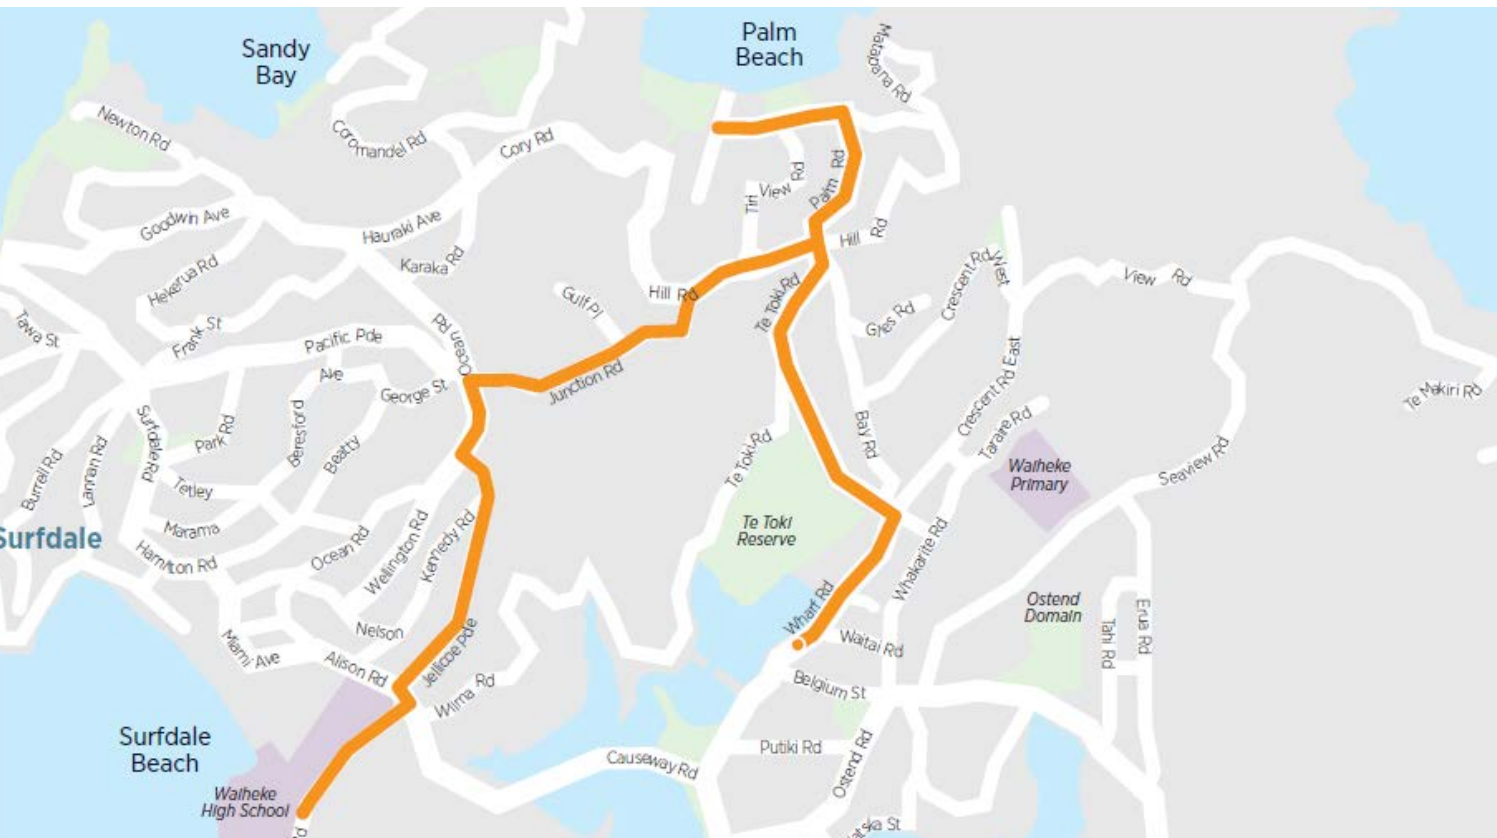 Sandy
Bay
Palm
Beach
Matapana Rd
Newton Rd
Coromandel Rd
Cory Rd
Tiri
View Rd
Palm Rd
Goodwin Ave
Hauraki Ave
Karaka Rd
Hill Rd
Hekerua Rd
Gulf Pl
Hill Rd
Te Toki Rd
Giles Rd
Crescent Rd
West
View Rd
Tawa St
Frank St
Pacific Pde
Ocean Rd
Ave
George St
Junction Rd
Crescent Rd East
Te Makiri Rd
Surfdale Rd
Park Rd
Beresford
Beatty
Bay Rd
Taraire Rd
Burrell Rd
Lannan Rd
Te Toki Rd
Waiheke
Primary
Seaview Rd
Tetley
Marama
Surfdale
Hamilton Rd
Ocean Rd
Wellington Rd
Kennedy Rd
Te Toki
Reserve
Whakarite Rd
Wharf Rd
Ostend
Domain
Erua Rd
Tahi Rd
Nelson
Miami Ave
Alison Rd
Jellicoe Pde
Wilma Rd
Waitai Rd
Belgium St
Surfdale
Beach
Causeway Rd
Putiki Rd
Ostend Rd
Waiheke
High School
Rd